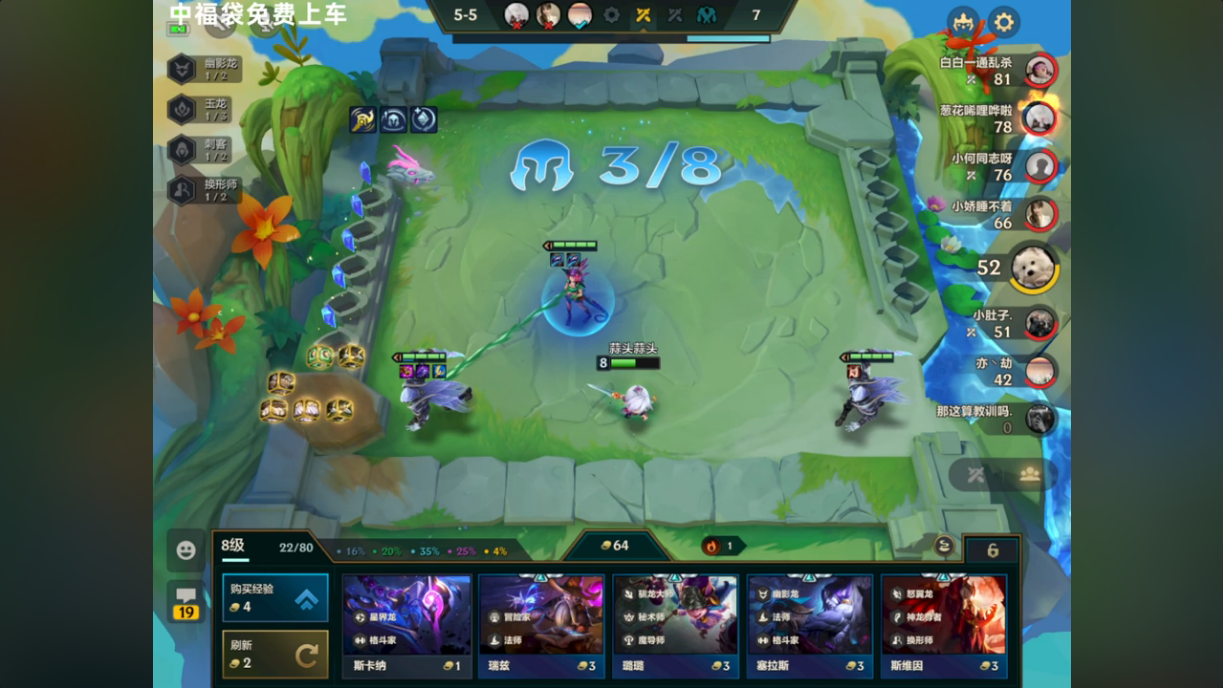 中福袋免费上车
5-5
7
幽影龙
1/2
玉龙
1/3
刺客
1/2
换形师
1/2
3/8
白白一通乱杀
81
葱花唏哩哗啦
78
小何同志呀
76
小娇睡不着
66
52
小肚子.
51
亦丶劫
42
那这算教训吗.
0
蒜头蒜头
8
8级
22/80
16%
20%
35%
25%
4%
64
1
6
购买经验
4
刷新
2
19
星界龙
格斗家
斯卡纳
1
冒险家
法师
瑞兹
3
驯龙大师
秘术师
魔导师
璐璐
3
幽影龙
法师
格斗家
塞拉斯
3
怒翼龙
神龙尊者
换形师
斯维因
3